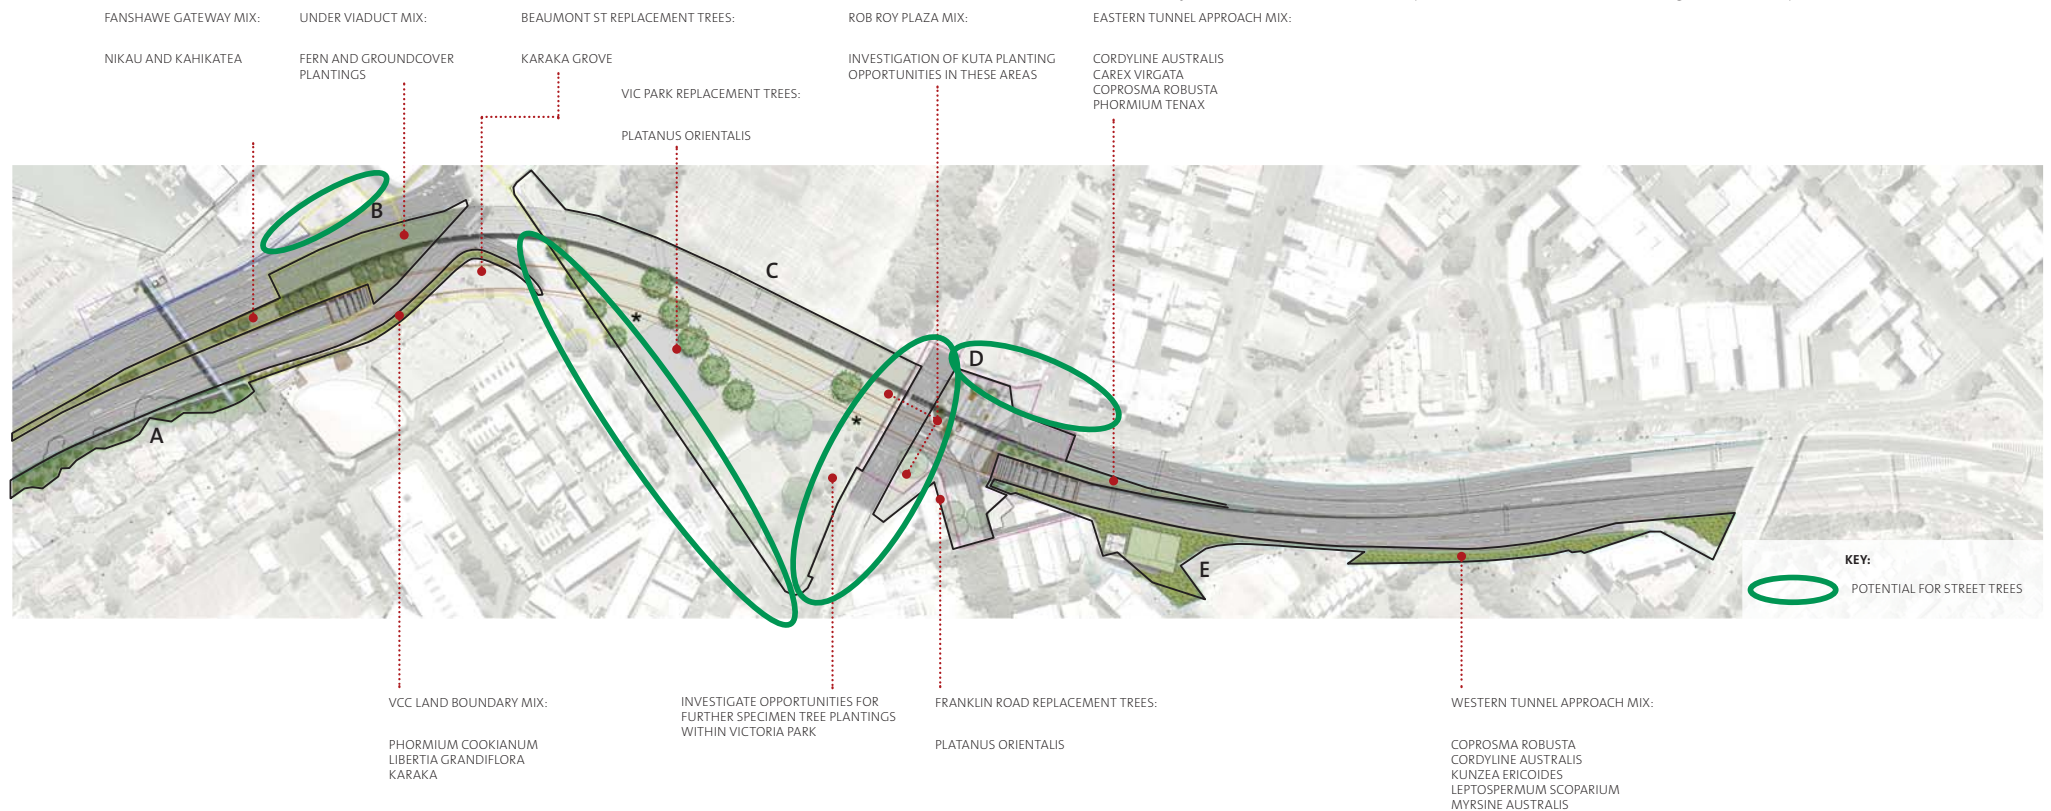 FANSHAWE GATEWAY MIX:
NIKAU AND KAHIKATEA
UNDER VIADUCT MIX:
FERN AND GROUNDCOVER
PLANTINGS
BEAUMONT ST REPLACEMENT TREES:
KARAKA GROVE
VIC PARK REPLACEMENT TREES:
PLATANUS ORIENTALIS
ROB ROY PLAZA MIX:
INVESTIGATION OF KUTA PLANTING
OPPORTUNITIES IN THESE AREAS
EASTERN TUNNEL APPROACH MIX:
CORDYLINE AUSTRALIS
CAREX VIRGATA
COPROSMA ROBUSTA
PHORMIUM TENAX
B
C
*
D
*
A
E
KEY:
POTENTIAL FOR STREET TREES
VCC LAND BOUNDARY MIX:
PHORMIUM COOKIANUM
LIBERTIA GRANDIFLORA
KARAKA
INVESTIGATE OPPORTUNITIES FOR
FURTHER SPECIMEN TREE PLANTINGS
WITHIN VICTORIA PARK
FRANKLIN ROAD REPLACEMENT TREES:
PLATANUS ORIENTALIS
WESTERN TUNNEL APPROACH MIX:
COPROSMA ROBUSTA
CORDYLINE AUSTRALIS
KUNZEA ERICOIDES
LEPTOSPERMUM SCOPARIUM
MYRSINE AUSTRALIS